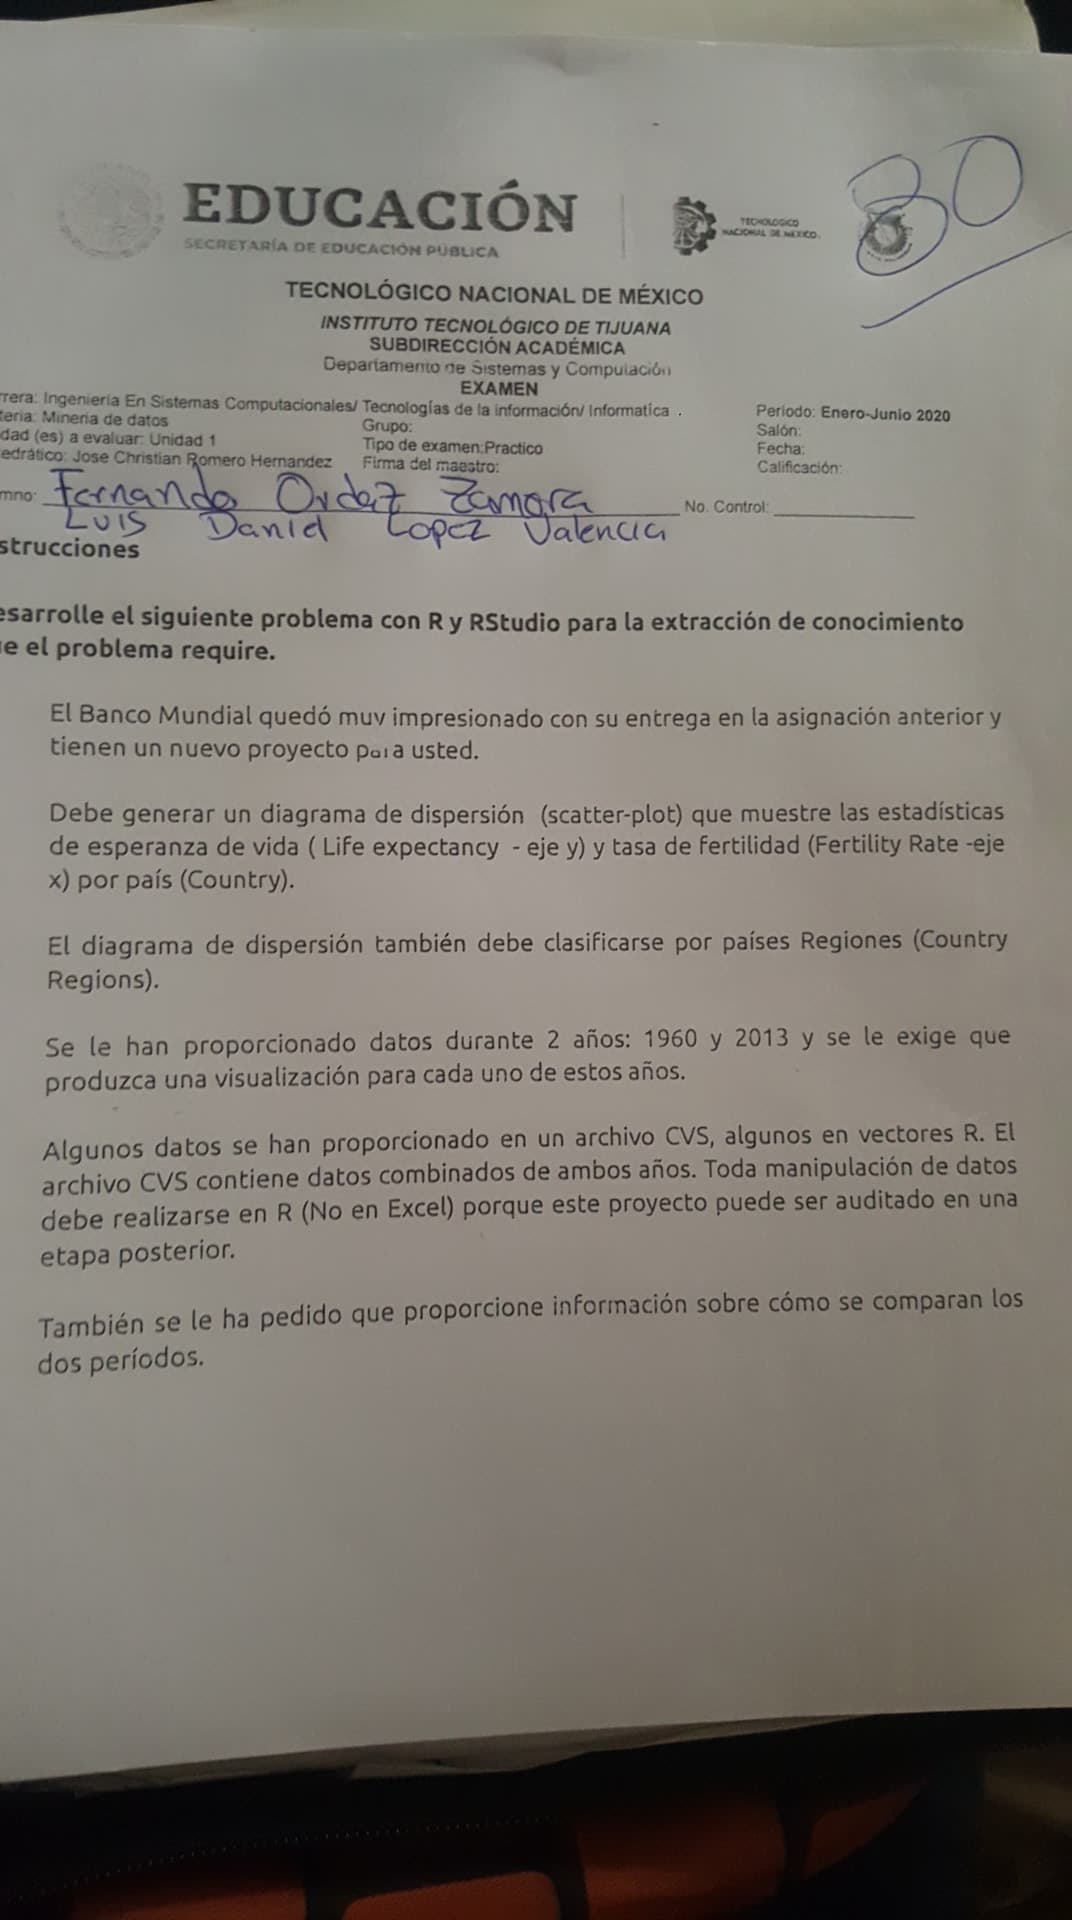 30
EDUCACIÓN
SECRETARÍA DE EDUCACIÓN PÚBLICA
TECNOLÓGICO
NACIONAL DE MÉXICO
TECNOLÓGICO NACIONAL DE MÉXICO
INSTITUTO TECNOLÓGICO DE TIJUANA
SUBDIRECCIÓN ACADÉMICA
Departamento de Sistemas y Computación
EXAMEN
rrera: Ingeniería En Sistemas Computacionales/ Tecnologías de la información/ Informatica
Periodo: Enero-Junio 2020
teria: Minería de datos Grupo: Salón:
dad (es) a evaluar: Unidad 1 Tipo de examen:Practico Fecha:
edrático: Jose Christian Romero Hernandez Firma del maestro: Calificación:
mno: Fernando Ordaz Zamora No. Control:
Luis Daniel Lopez Valencia
strucciones
esarrolle el siguiente problema con R y RStudio para la extracción de conocimiento
ue el problema require.
El Banco Mundial quedó muy impresionado con su entrega en la asignación anterior y
tienen un nuevo proyecto para usted.
Debe generar un diagrama de dispersión (scatter-plot) que muestre las estadísticas
de esperanza de vida ( Life expectancy - eje y) y tasa de fertilidad (Fertility Rate -eje
x) por país (Country).
El diagrama de dispersión también debe clasificarse por países Regiones (Country
Regions).
Se le han proporcionado datos durante 2 años: 1960 y 2013 y se le exige que
produzca una visualización para cada uno de estos años.
Algunos datos se han proporcionado en un archivo CVS, algunos en vectores R. El
archivo CVS contiene datos combinados de ambos años. Toda manipulación de datos
debe realizarse en R (No en Excel) porque este proyecto puede ser auditado en una
etapa posterior.
También se le ha pedido que proporcione información sobre cómo se comparan los
dos períodos.